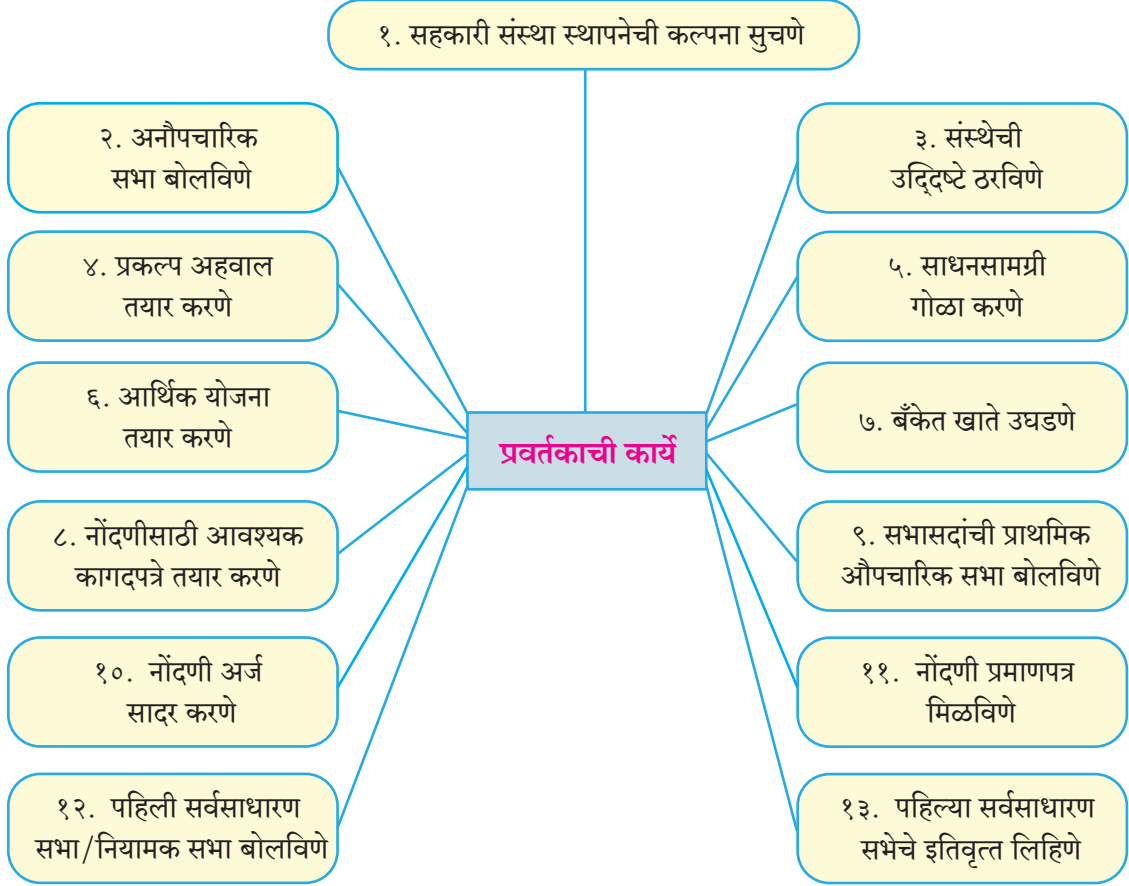 १. सहकारी संस्था स्थापनेची कल्पना सुचणे
२. अनौपचारिक
सभा बोलविणे
३. संस्थेची
उद्दिष्टे ठरविणे
४. प्रकल्प अहवाल
तयार करणे
५. साधनसामग्री
गोळा करणे
६. आर्थिक योजना
तयार करणे
७. बँकेत खाते उघडणे
प्रवर्तकाची कार्ये
८. नोंदणीसाठी आवश्यक
कागदपत्रे तयार करणे
९. सभासदांची प्राथमिक
औपचारिक सभा बोलविणे
१०. नोंदणी अर्ज
सादर करणे
११. नोंदणी प्रमाणपत्र
मिळविणे
१२. पहिली सर्वसाधारण
सभा/नियामक सभा बोलविणे
१३. पहिल्या सर्वसाधारण
सभेचे इतिवृत्त लिहिणे